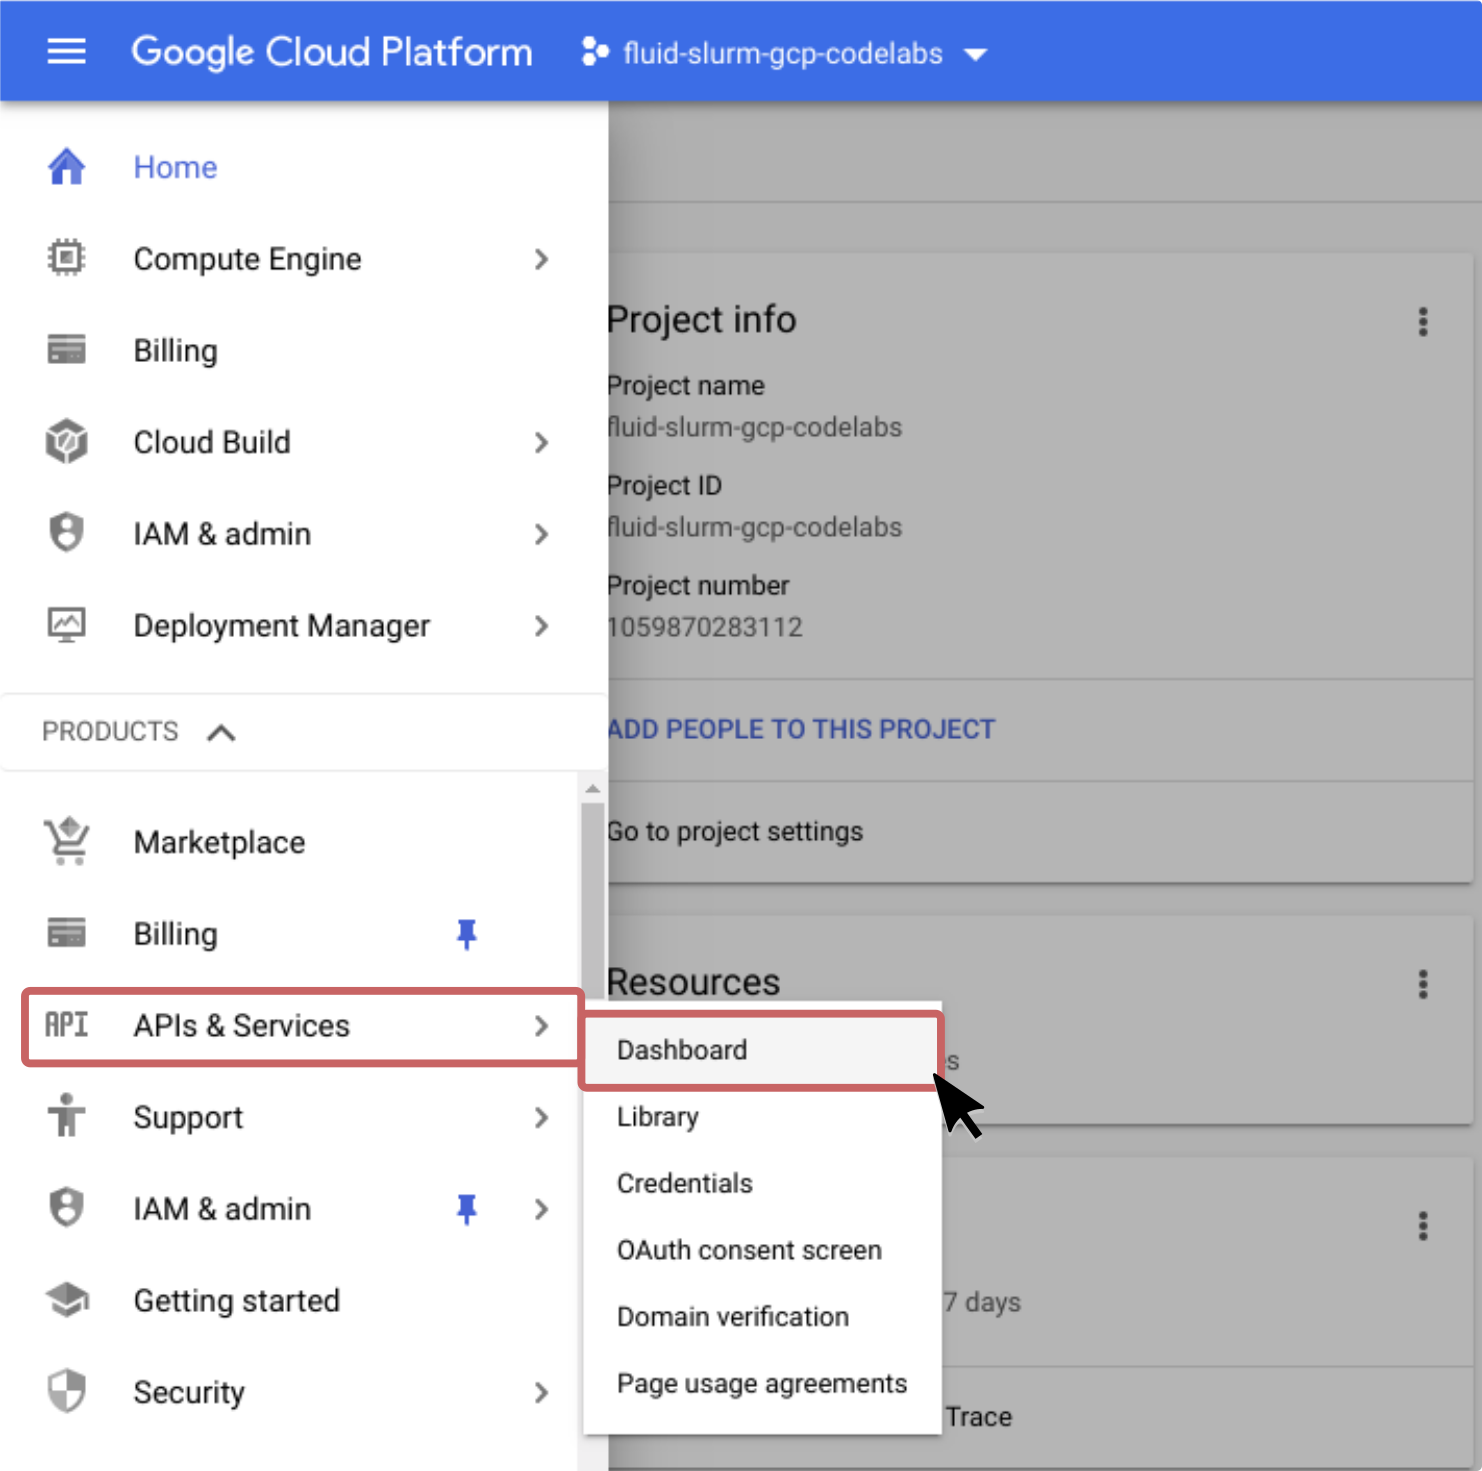 Google Cloud Platform
fluid-slurm-gcp-codelabs
Home
Compute Engine
Billing
Cloud Build
IAM & admin
Deployment Manager
PRODUCTS
Marketplace
Billing
API
APIs & Services
Support
IAM & admin
Getting started
Security
Dashboard
Library
Credentials
OAuth consent screen
Domain verification
Page usage agreements
Project info
Project name
fluid-slurm-gcp-codelabs
Project ID
fluid-slurm-gcp-codelabs
Project number
1059870283112
ADD PEOPLE TO THIS PROJECT
Go to project settings
Resources
s
7 days
Trace